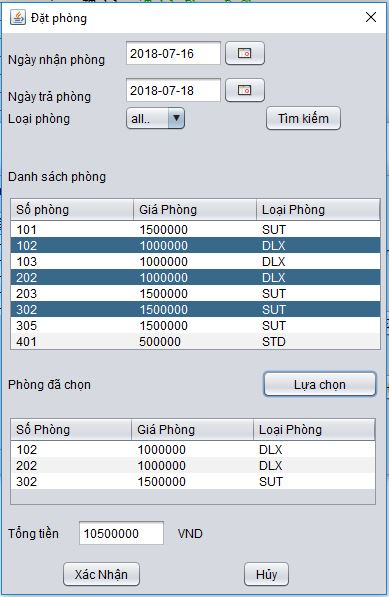 Đặt phòng
Ngày nhận phòng 2018-07-16
Ngày trả phòng 2018-07-18
Loại phòng all.. Tìm kiếm
Danh sách phòng
Số phòng Giá Phòng Loại Phòng
101 1500000 SUT
102 1000000 DLX
103 1000000 DLX
202 1000000 DLX
203 1500000 SUT
302 1500000 SUT
305 1500000 SUT
401 500000 STD
Phòng đã chọn Lựa chọn
Số Phòng Giá Phòng Loại Phòng
102 1000000 DLX
202 1000000 DLX
302 1500000 SUT
Tổng tiền 10500000 VND
Xác Nhận Hủy